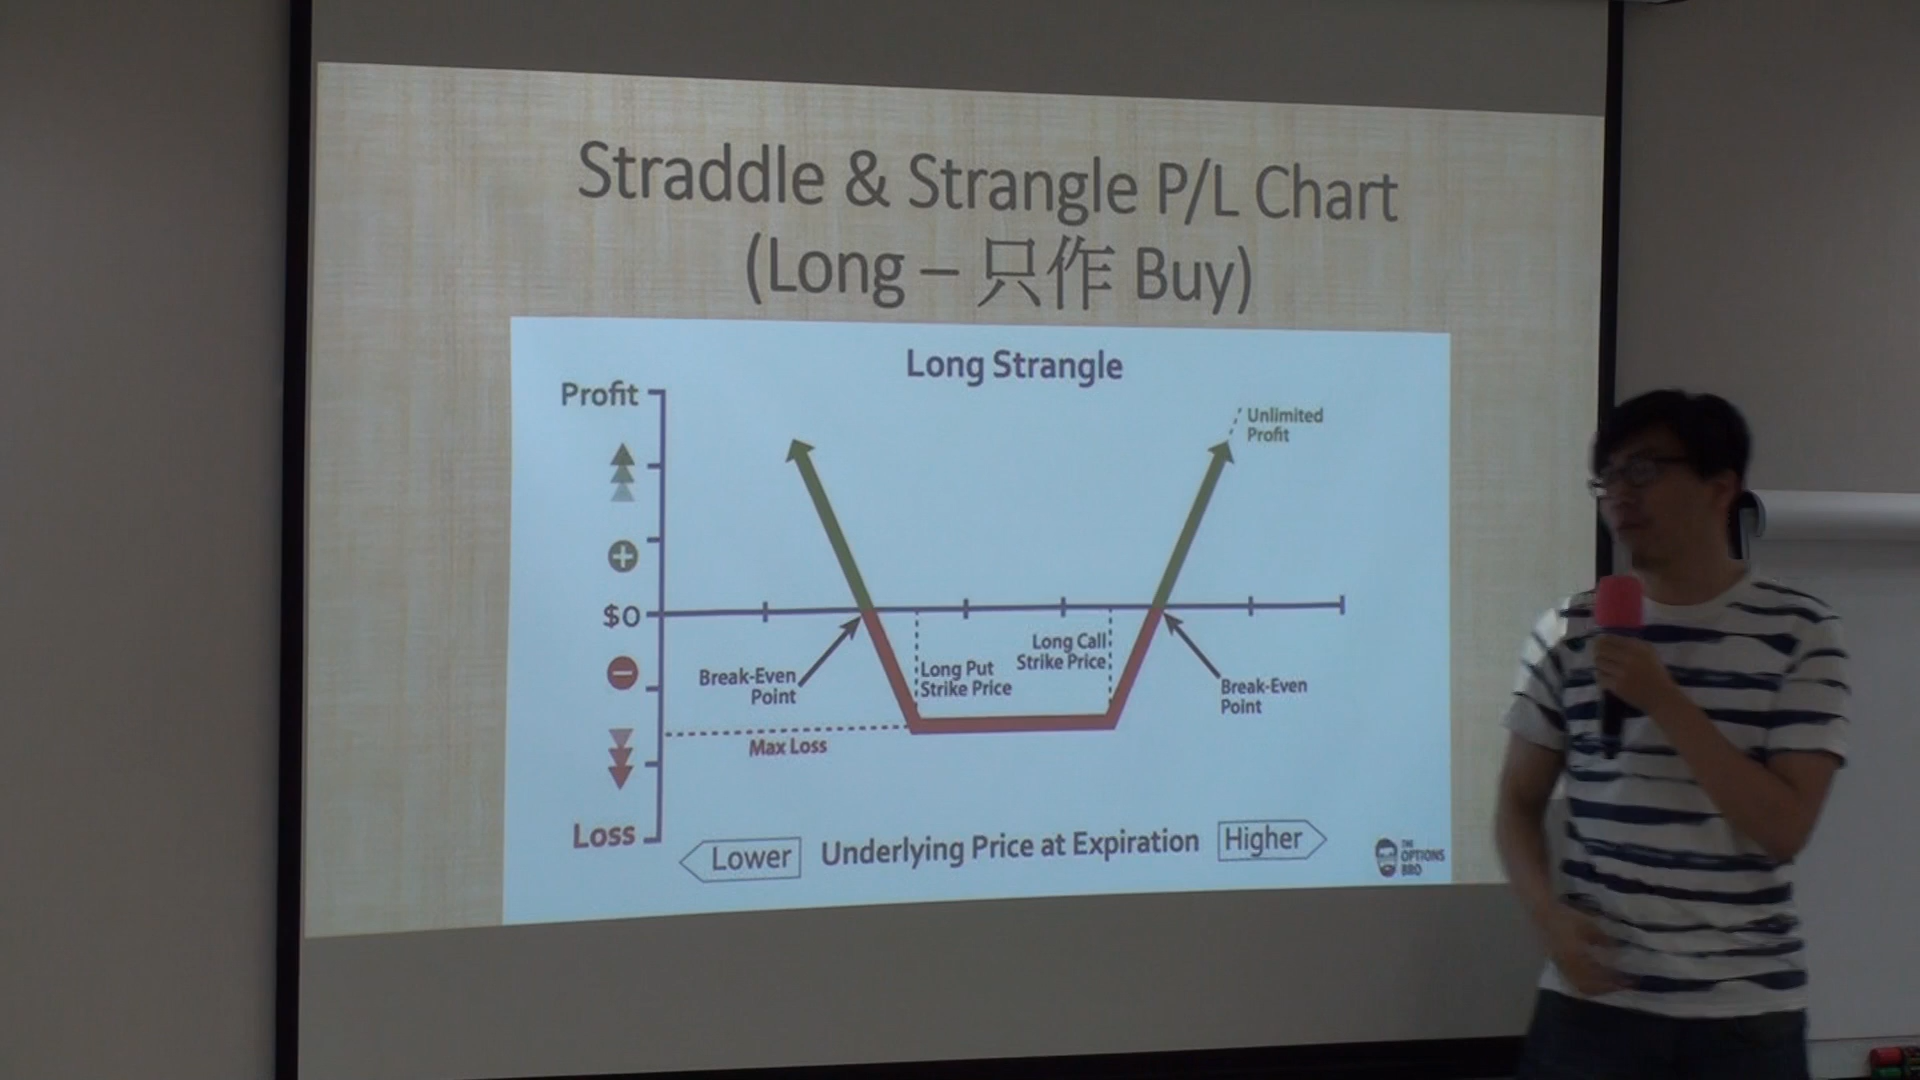 Straddle & Strangle P/L Chart
(Long – 只作 Buy)
Long Strangle
Profit
Unlimited
Profit
$0
Long Call
Strike Price
Long Put
Strike Price
Break-Even
Point
Break-Even
Point
Max Loss
Loss
Lower
Underlying Price at Expiration
Higher
THE
OPTIONS
BRO